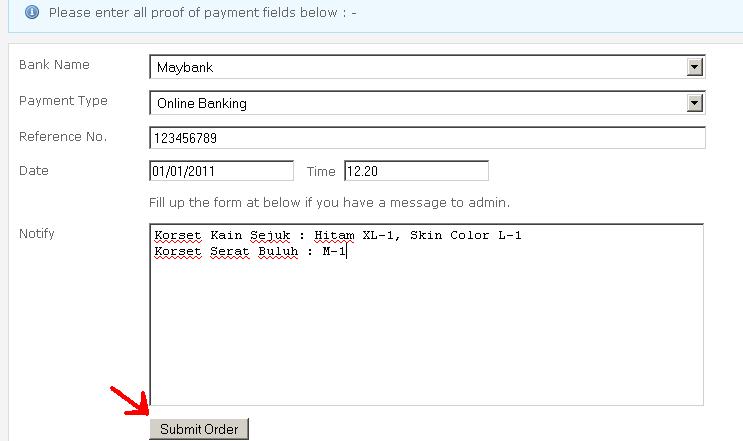 Please enter all proof of payment fields below : -
Bank Name Maybank
Payment Type Online Banking
Reference No. 123456789
Date 01/01/2011 Time 12.20
Fill up the form at below if you have a message to admin.
Notify Korset Kain Sejuk : Hitam XL-1, Skin Color L-1
Korset Serat Buluh : M-1
Submit Order